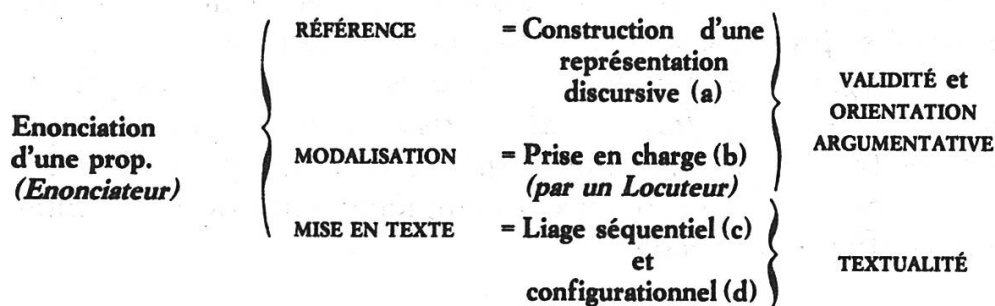 RÉFÉRENCE = Construction d'une
représentation
discursive (a)
VALIDITÉ et
ORIENTATION
ARGUMENTATIVE
Enonciation
d'une prop.
(Enonciateur)
MODALISATION = Prise en charge (b)
(par un Locuteur)
MISE EN TEXTE = Liage séquentiel (c)
et
configurationnel (d)
TEXTUALITÉ